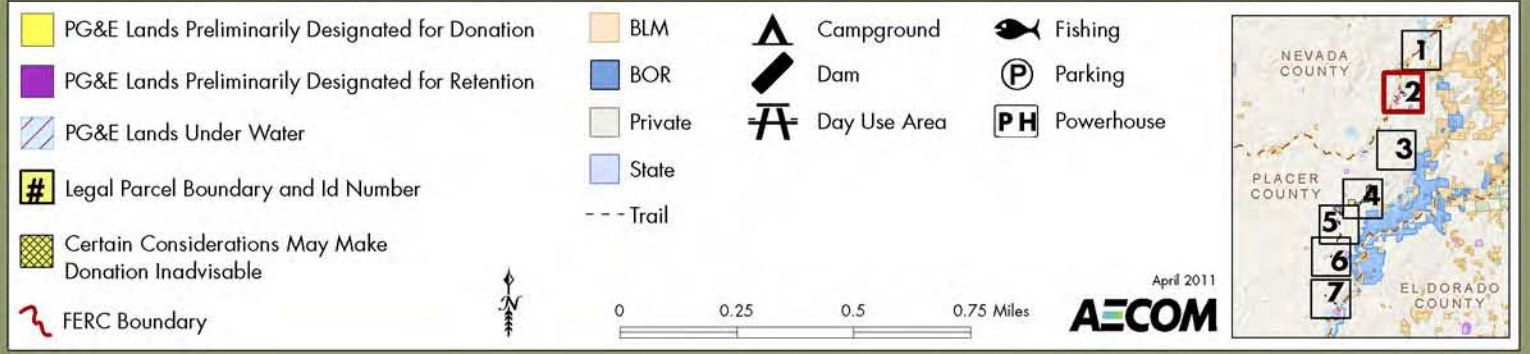 PG&E Lands Preliminarily Designated for Donation
PG&E Lands Preliminarily Designated for Retention
PG&E Lands Under Water
# Legal Parcel Boundary and Id Number
Certain Considerations May Make
Donation Inadvisable
FERC Boundary
BLM
BOR
Private
State
Trail
Campground
Dam
Day Use Area
Fishing
P Parking
PH Powerhouse
N
0 0.25 0.5 0.75 Miles
April 2011
AECOM
NEVADA
COUNTY
1
2
3
PLACER
COUNTY
4
5
6
7
EL DORADO
COUNTY